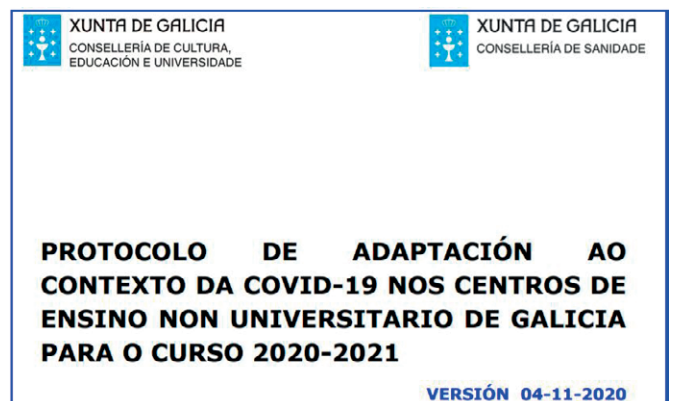 XUNTA DE GALICIA
CONSELLERÍA DE CULTURA,
EDUCACIÓN E UNIVERSIDADE
XUNTA DE GALICIA
CONSELLERÍA DE SANIDADE
PROTOCOLO DE ADAPTACIÓN AO
CONTEXTO DA COVID-19 NOS CENTROS DE
ENSINO NON UNIVERSITARIO DE GALICIA
PARA O CURSO 2020-2021
VERSIÓN 04-11-2020